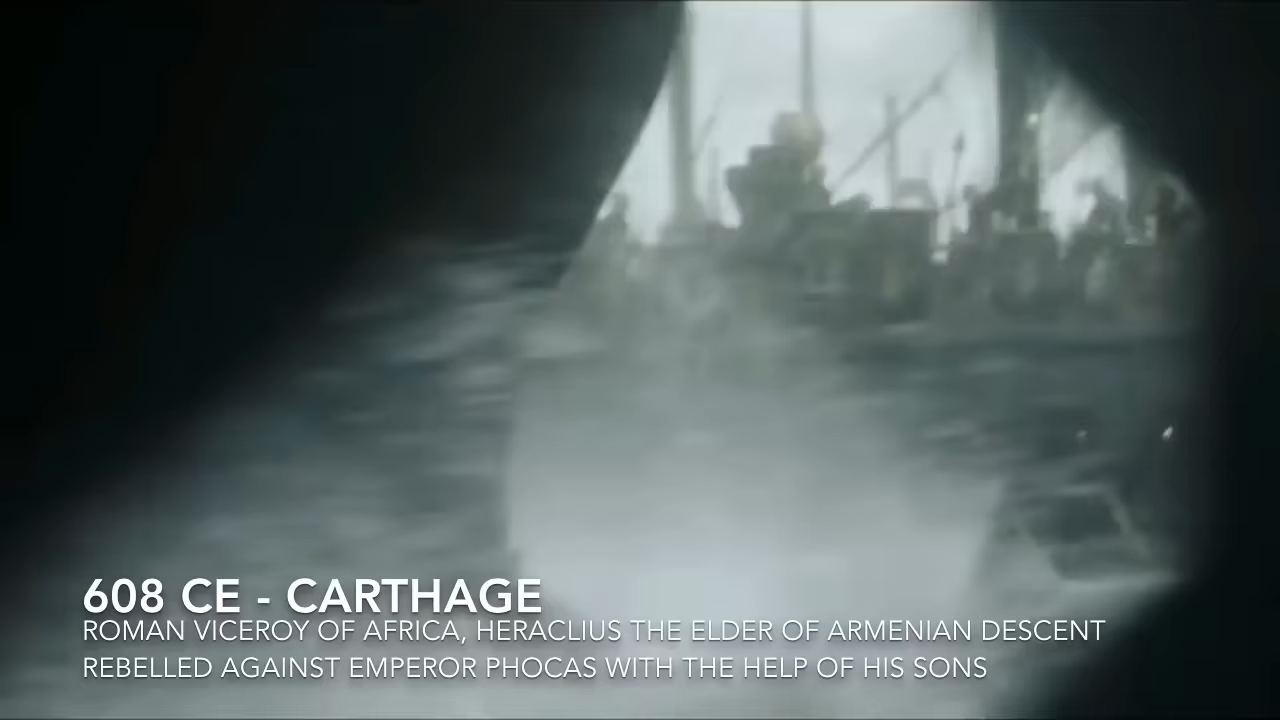 608 CE - CARTHAGE
ROMAN VICEROY OF AFRICA, HERACLIUS THE ELDER OF ARMENIAN DESCENT
REBELLED AGAINST EMPEROR PHOCAS WITH THE HELP OF HIS SONS